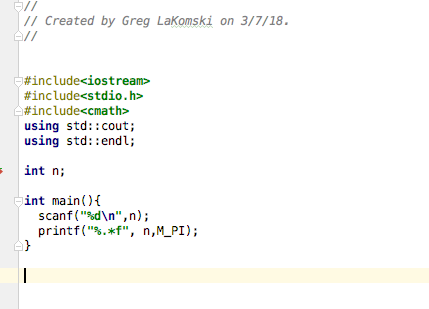 //
// Created by Greg LaKomski on 3/7/18.
//
#include<iostream>
#include<stdio.h>
#include<cmath>
using std::cout;
using std::endl;
int n;
int main(){
scanf("%d\n",n);
printf("%.*f", n,M_PI);
}